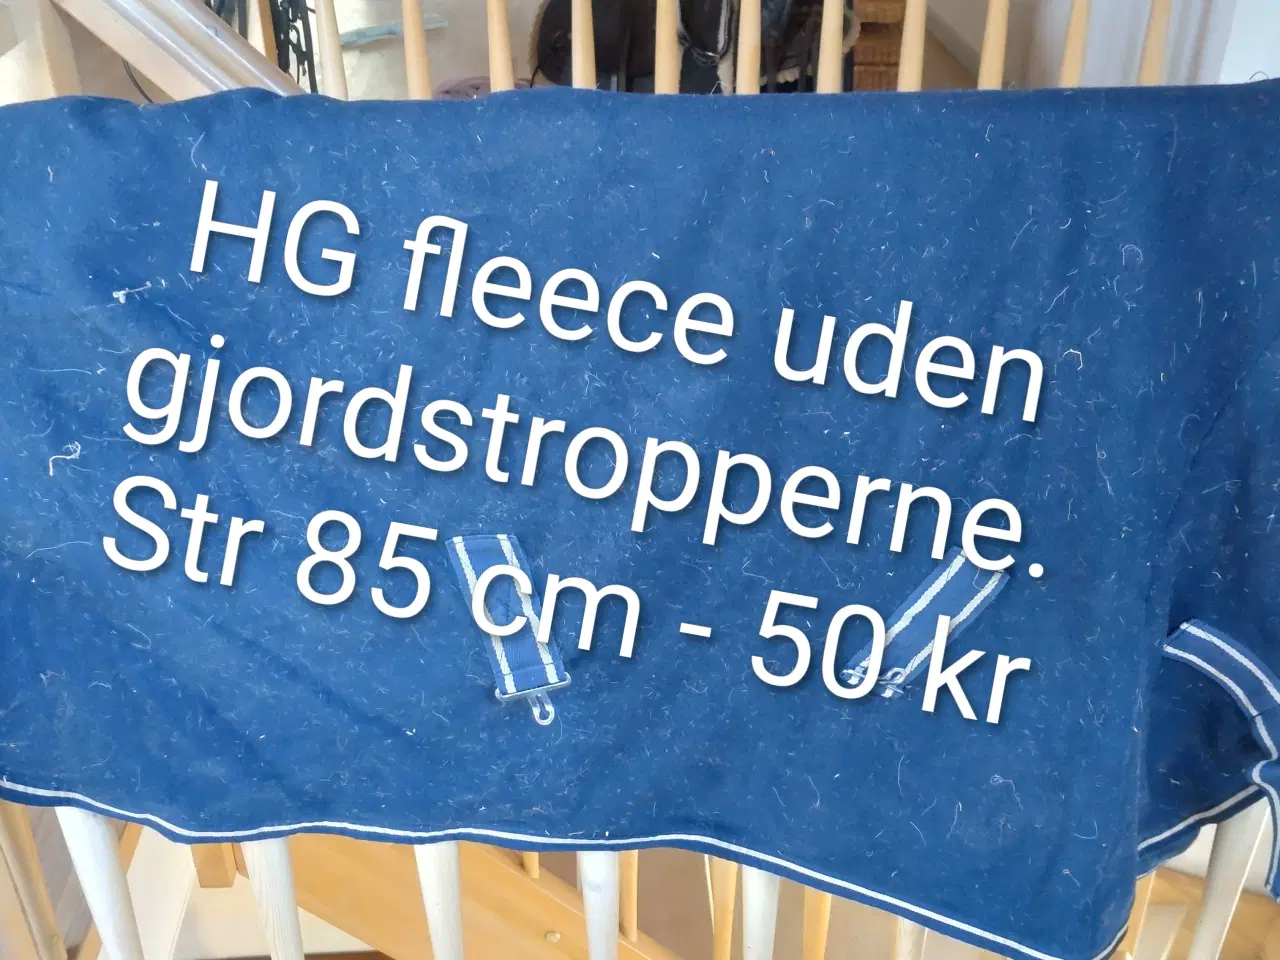 HG fleece uden
gjordstropperne.
Str 85 cm - 50 kr